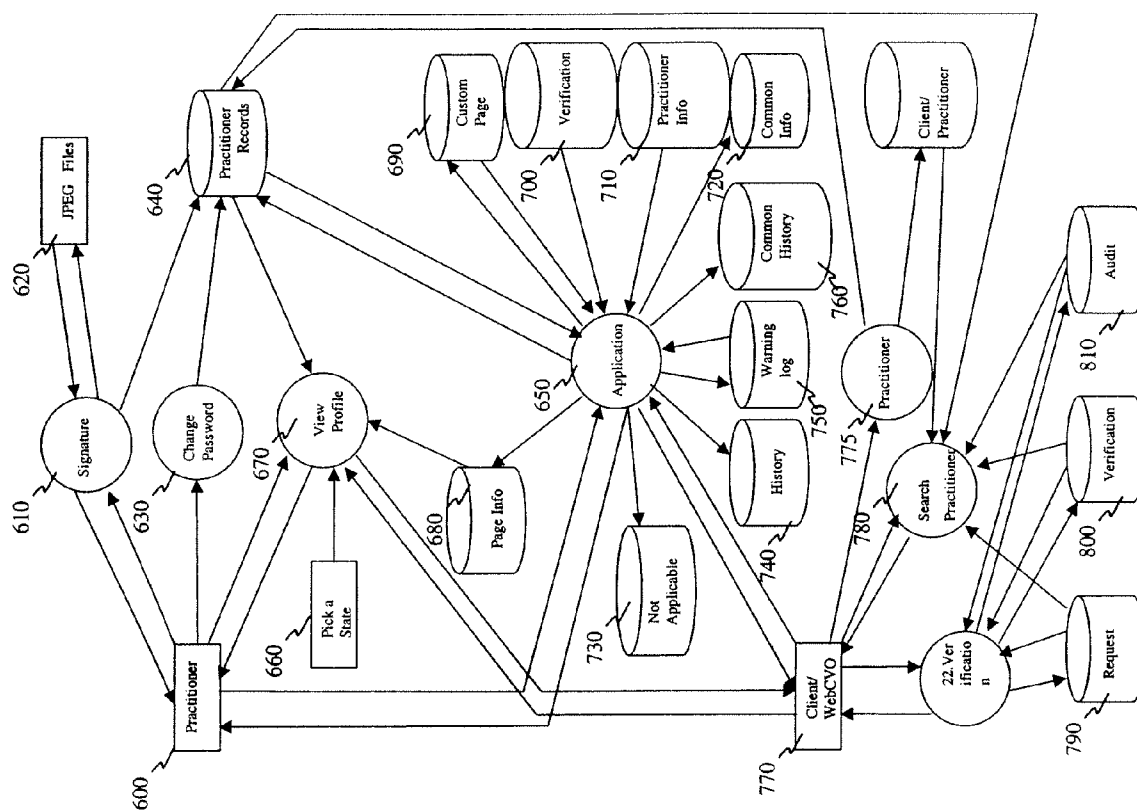 600
Practitioner
610
Signature
620
JPEG Files
630
Change
Password
640
Practitioner
Records
660
Pick a
State
670
View
Profile
680
Page Info
690
Custom
Page
700
Verification
710
Practitioner
Info
720
Common
Info
650
Application
730
Not
Applicable
740
History
750
Warning
log
760
Common
History
770
Client/
WebCVO
775
Practitioner
780
Search
Practitioner
Client/
Practitioner
22.Ver
ificatio
n
790
Request
800
Verification
810
Audit